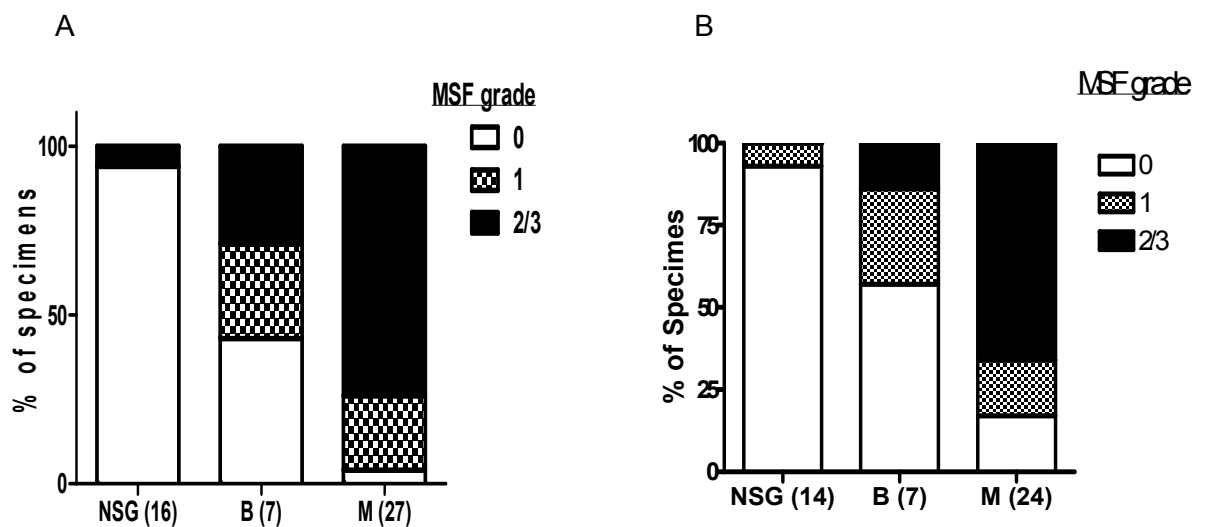 A
MSF grade
0
1
2/3
% of specimens
100
50
0
NSG (16)
B (7)
M (27)
B
MSF grade
0
1
2/3
% of Specimes
100
75
50
25
0
NSG (14)
B (7)
M (24)